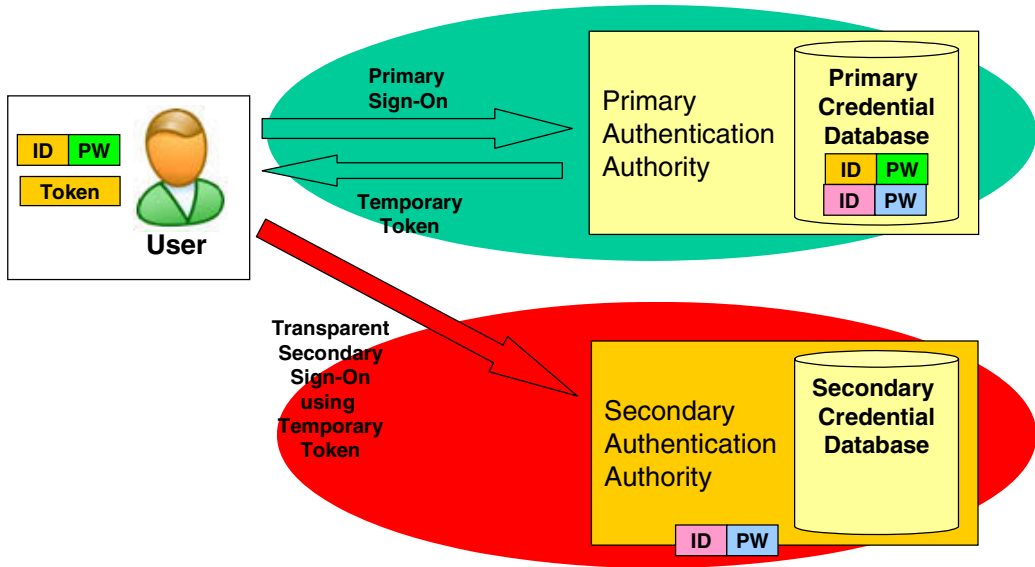 ID PW
Token
User
Primary
Sign-On
Temporary
Token
Primary
Authentication
Authority
Primary
Credential
Database
ID PW
ID PW
Transparent
Secondary
Sign-On
using
Temporary
Token
Secondary
Authentication
Authority
Secondary
Credential
Database
ID PW